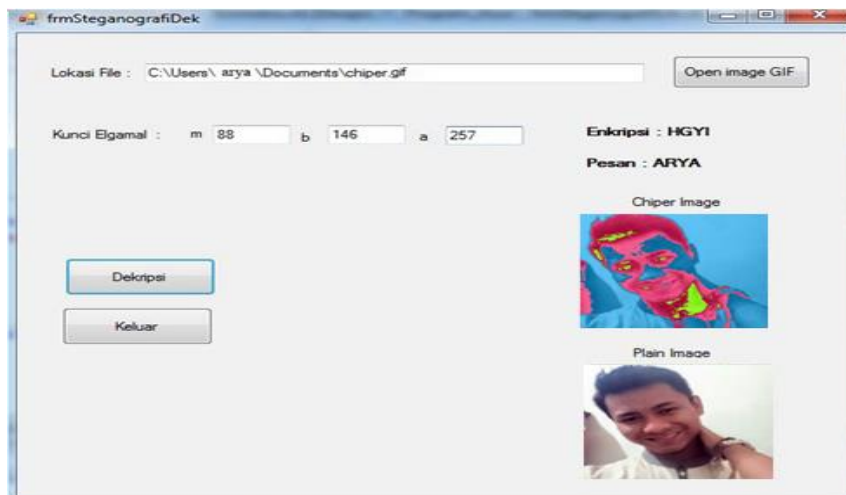 frmSteganografiDek
Lokasi File : C:\Users\ arya \Documents\chiper.gif Open image GIF
Kunci Elgamal : m 88 b 146 a 257
Enkripsi : HGYI
Pesan : ARYA
Chiper Image
Dekripsi
Keluar
Plain Image